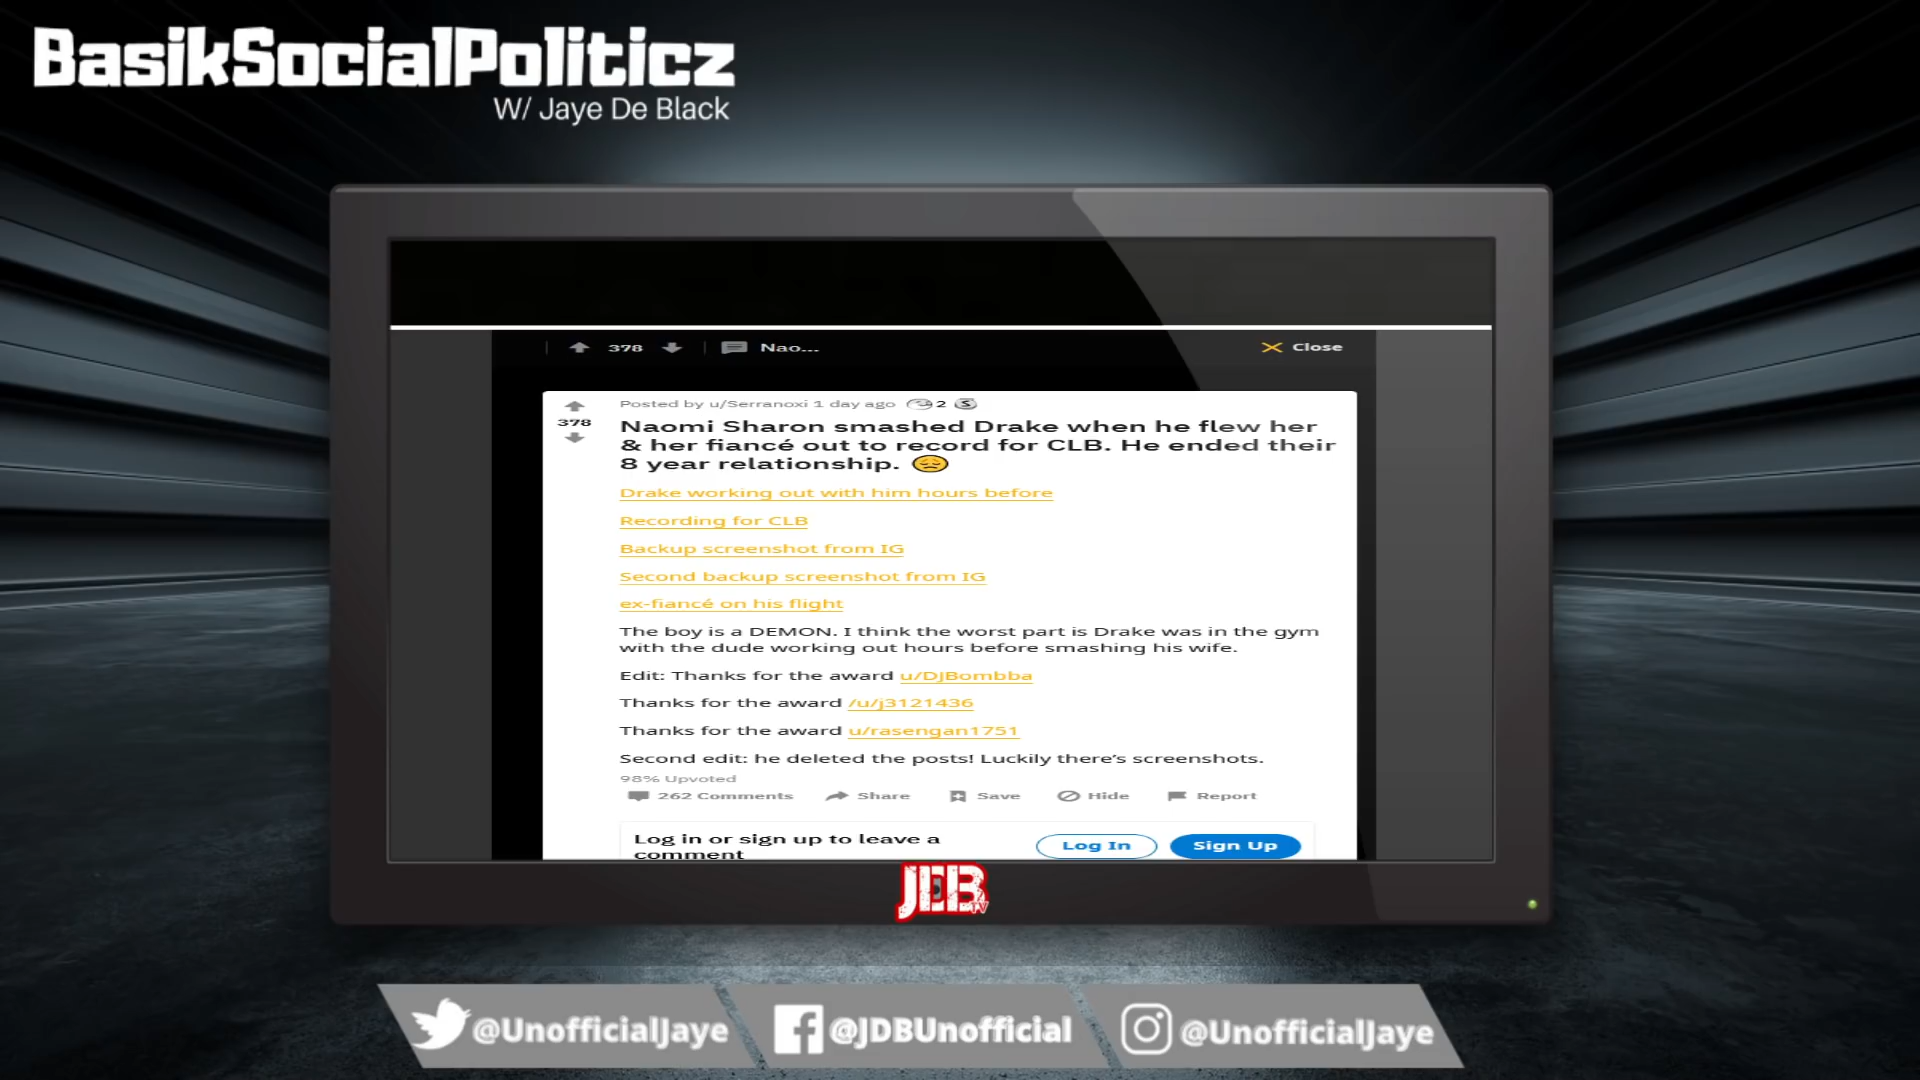 BasikSocialPoliticz
W/ Jaye De Black
378
Nao...
Close
Posted by u/Serranoxi 1 day ago
2
S
378
Naomi Sharon smashed Drake when he flew her
& her fiancé out to record for CLB. He ended their
8 year relationship. 😔
Drake working out with him hours before
Recording for CLB
Backup screenshot from IG
Second backup screenshot from IG
ex-fiancé on his flight
The boy is a DEMON. I think the worst part is Drake was in the gym
with the dude working out hours before smashing his wife.
Edit: Thanks for the award u/DJBombba
Thanks for the award /u/j3121436
Thanks for the award u/rasengan1751
Second edit: he deleted the posts! Luckily there's screenshots.
98% Upvoted
262 Comments
Share
Save
Hide
Report
Log in or sign up to leave a
comment
Log In
Sign Up
JDB TV
@UnofficialJaye
@JDBUnofficial
@UnofficialJaye